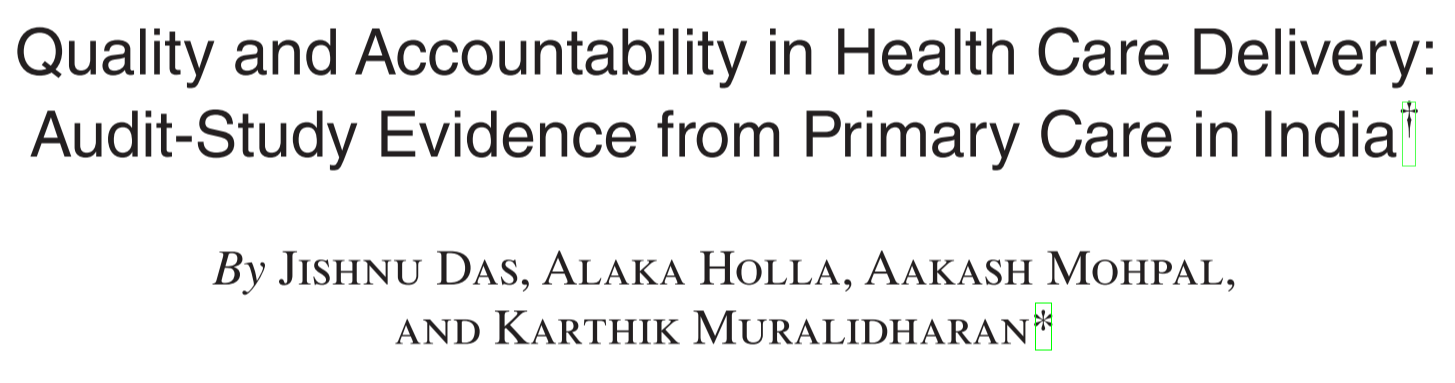 Quality and Accountability in Health Care Delivery:
Audit-Study Evidence from Primary Care in India†
By Jishnu Das, Alaka Holla, Aakash Mohpal,
and Karthik Muralidharan*